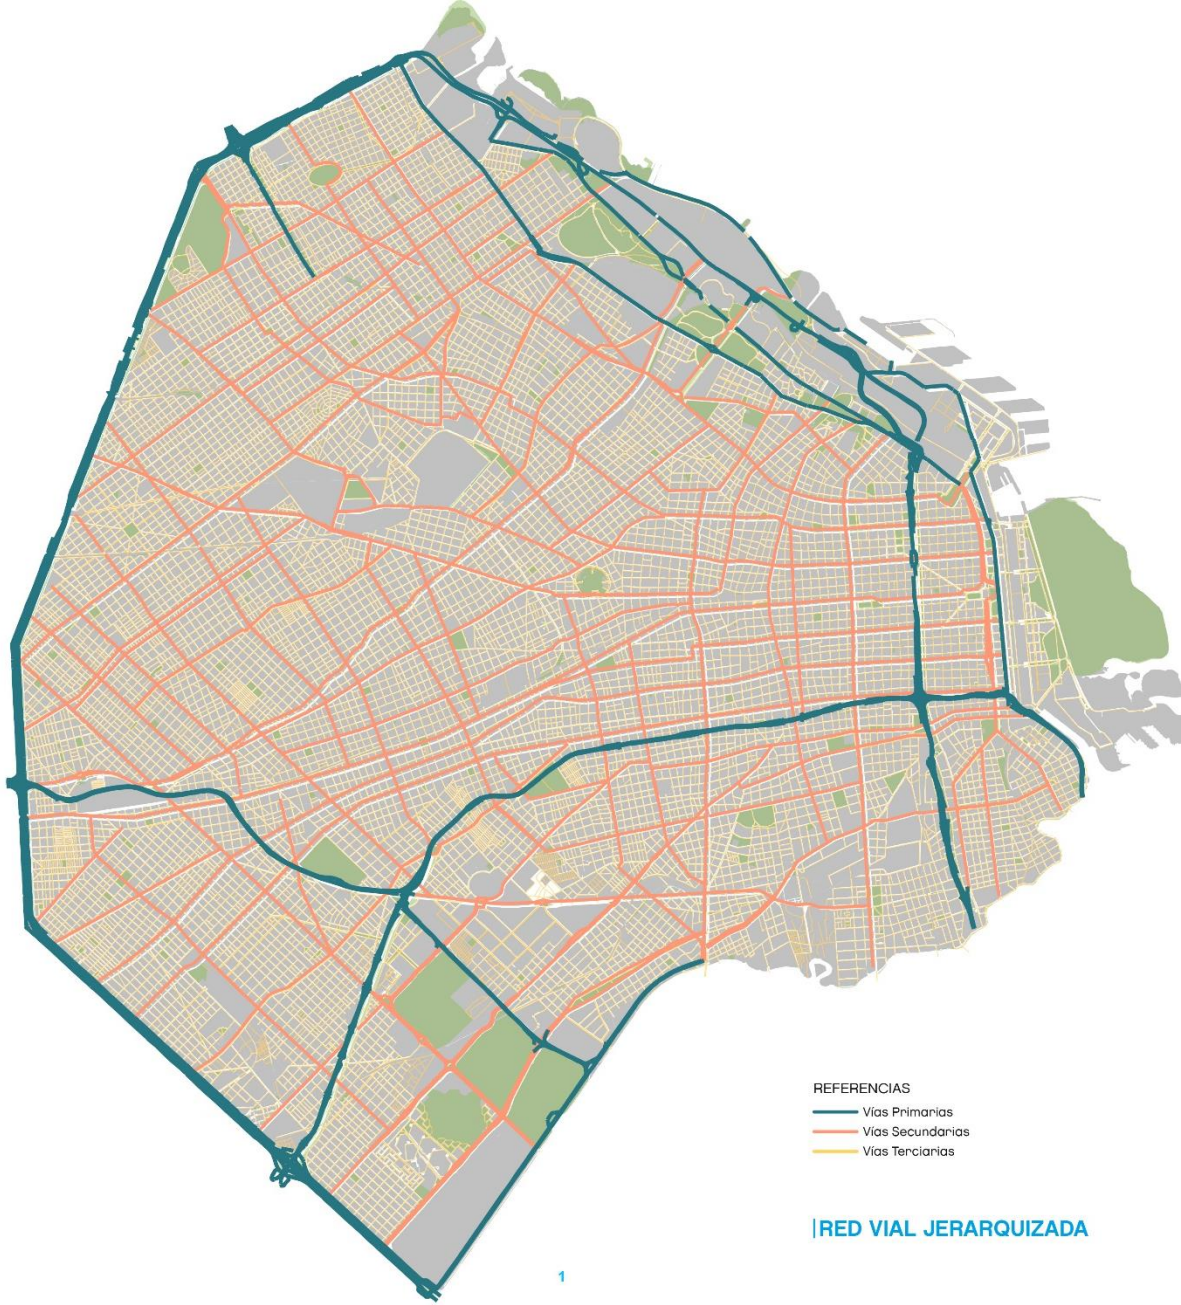 REFERENCIAS
Vías Primarias
Vías Secundarias
Vías Terciarias
RED VIAL JERARQUIZADA
1